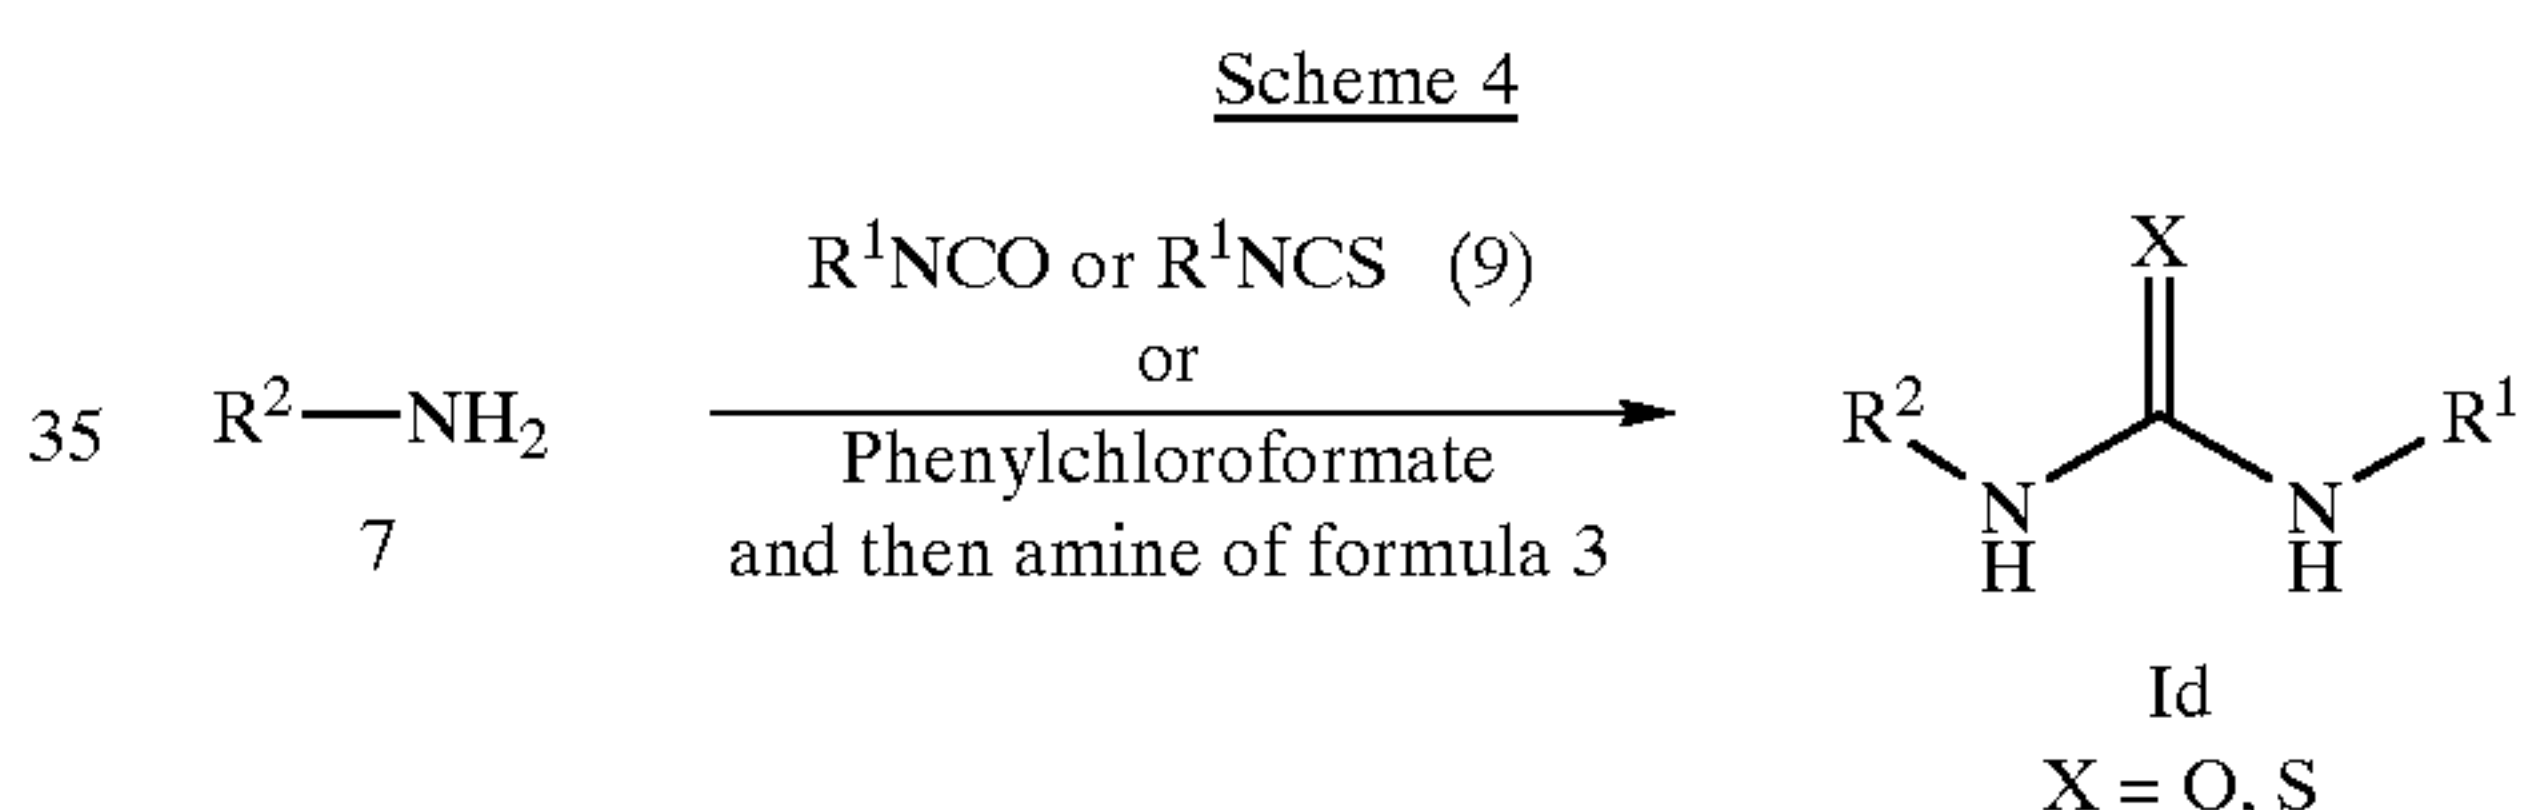 Scheme 4
R¹NCO or R¹NCS (9)
or
35 R²—NH₂
Phenylchloroformate
and then amine of formula 3
7
X
R² R¹
N N
H H
Id
X = O, S